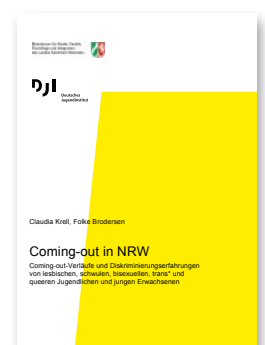 Ministerium für Kinder, Familie,
Flüchtlinge und Integration
des Landes Nordrhein-Westfalen
DJI
Deutsches
Jugendinstitut
Claudia Krell, Folke Brodersen
Coming-out in NRW
Coming-out-Verläufe und Diskriminierungserfahrungen
von lesbischen, schwulen, bisexuellen, trans* und
queeren Jugendlichen und jungen Erwachsenen